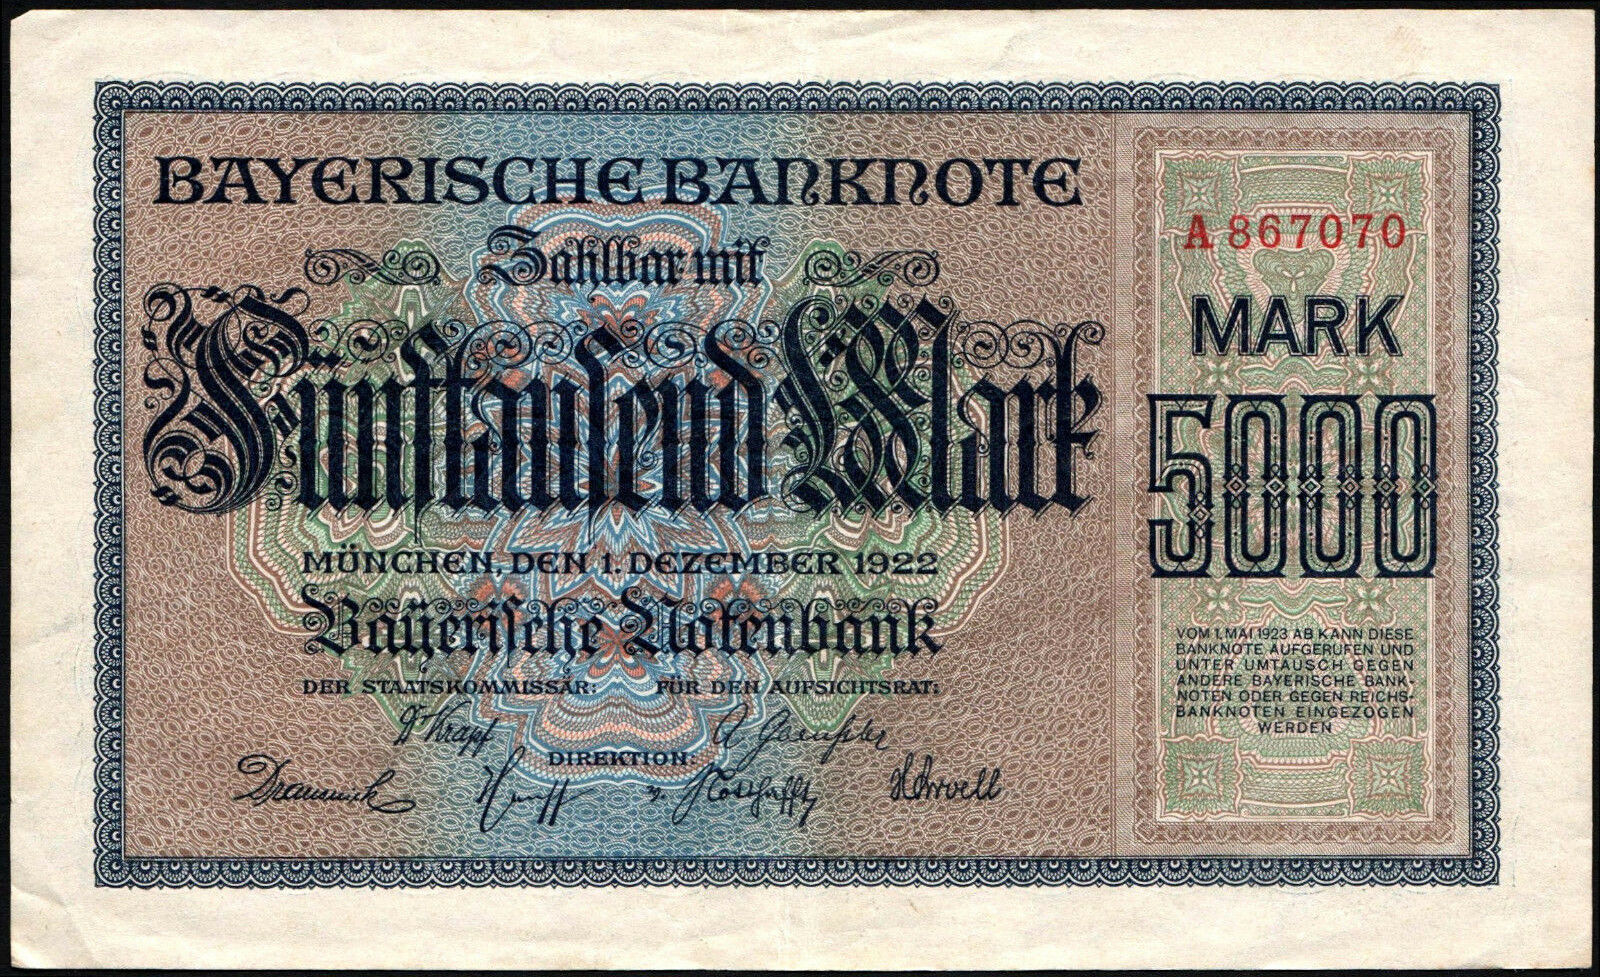 BAYERISCHE BANKNOTE
Zahlbar mit
Fünftausend Mark
MÜNCHEN, DEN 1. DEZEMBER 1922
Bayerische Notenbank
DER STAATSKOMMISSÄR: FÜR DEN AUFSICHTSRAT:
DIREKTION:
A 867070
MARK
5000
VOM 1. MAI 1923 AB KANN DIESE
BANKNOTE AUFGERUFEN UND
UNTER UMTAUSCH GEGEN
ANDERE BAYERISCHE BANK-
NOTEN ODER GEGEN REICHS-
BANKNOTEN EINGEZOGEN
WERDEN